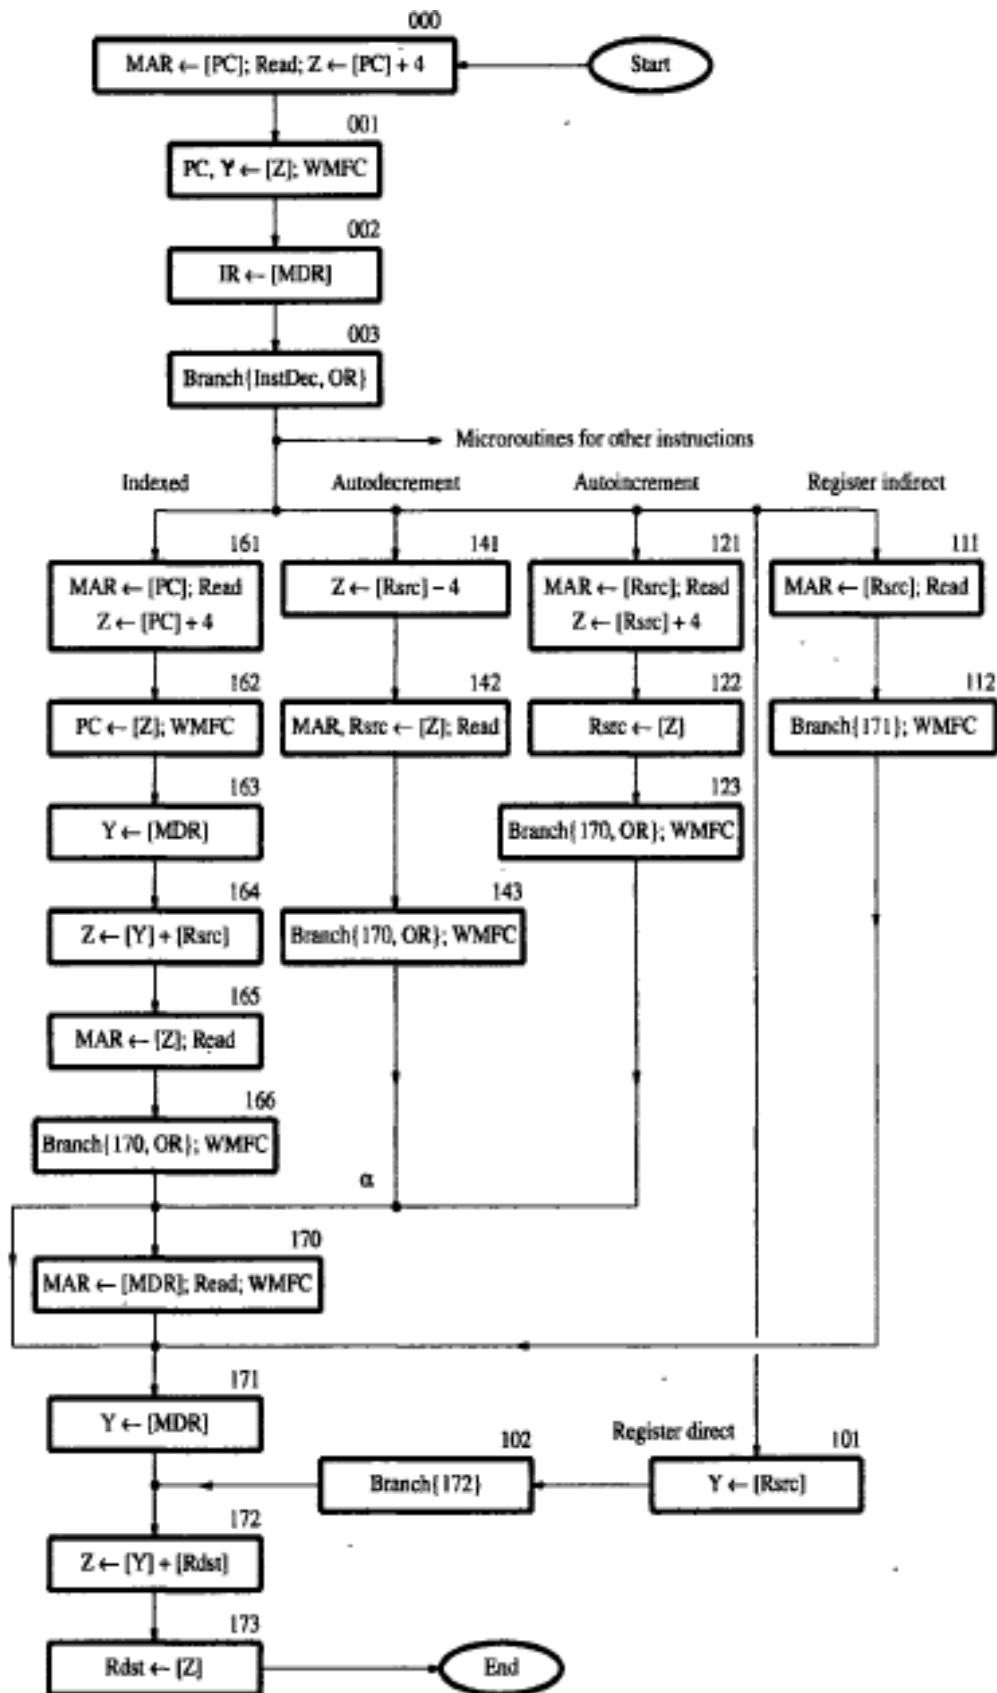 000
MAR ← [PC]; Read; Z ← [PC] + 4
Start
001
PC, Y ← [Z]; WMFC
002
IR ← [MDR]
003
Branch{InstDec, OR}
Microroutines for other instructions
Indexed
Autodecrement
Autoincrement
Register indirect
161
141
121
111
MAR ← [PC]; Read
Z ← [PC] + 4
Z ← [Rsrc] − 4
MAR ← [Rsrc]; Read
Z ← [Rsrc] + 4
MAR ← [Rsrc]; Read
162
142
122
112
PC ← [Z]; WMFC
MAR, Rsrc ← [Z]; Read
Rsrc ← [Z]
Branch{171}; WMFC
163
123
Y ← [MDR]
Branch{170, OR}; WMFC
164
143
Z ← [Y] + [Rsrc]
Branch{170, OR}; WMFC
165
MAR ← [Z]; Read
166
Branch{170, OR}; WMFC
α
170
MAR ← [MDR]; Read; WMFC
171
Y ← [MDR]
Register direct
102
101
Branch{172}
Y ← [Rsrc]
172
Z ← [Y] + [Rdst]
173
Rdst ← [Z]
End